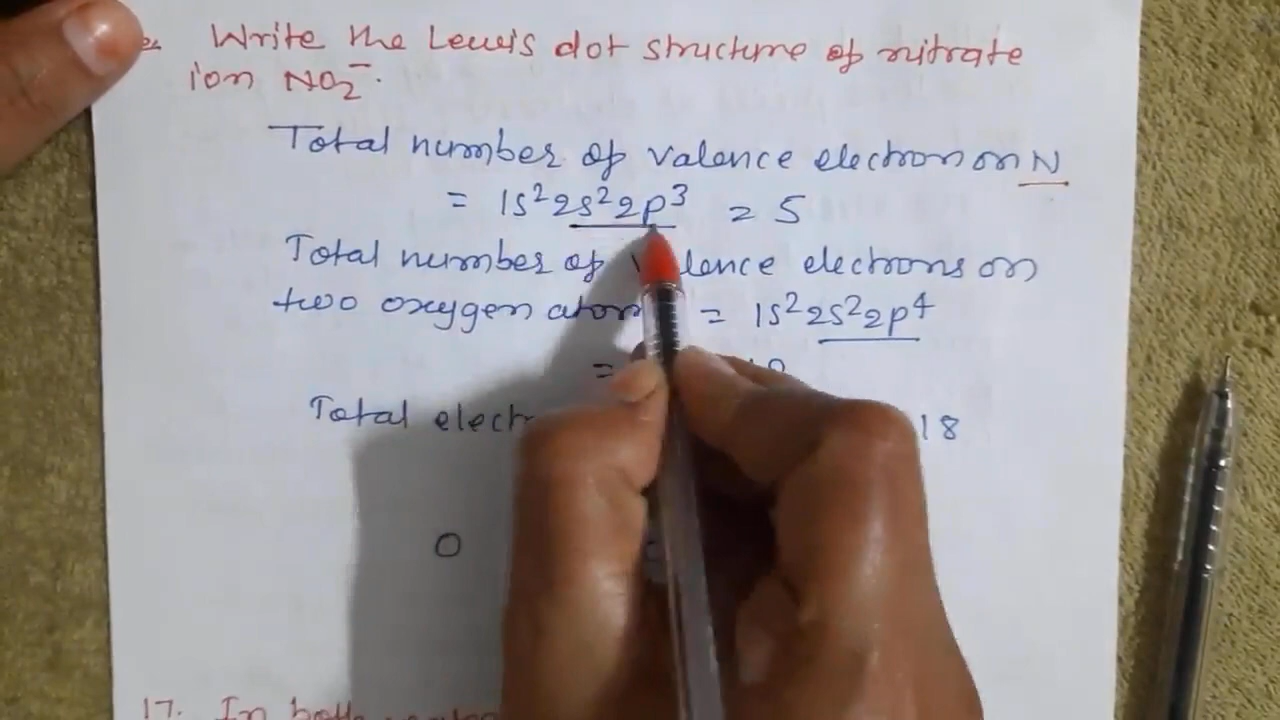 Write the Lewis dot structure of nitrate
ion NO₂⁻.
Total number of valence electron on N
= 1s²2s²2p³ = 5
Total number of valence electrons on
two oxygen atom = 1s²2s²2p⁴
=
Total 18
O
17. In both